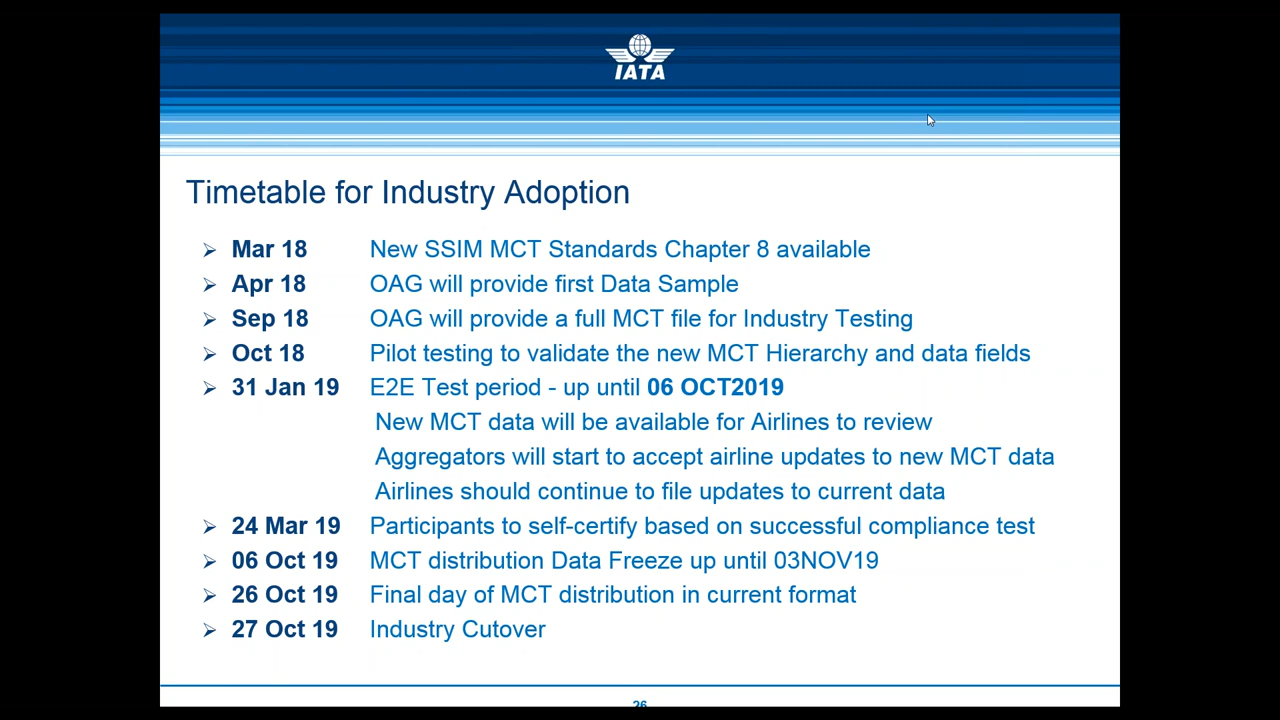 IATA
Timetable for Industry Adoption
Mar 18 New SSIM MCT Standards Chapter 8 available
Apr 18 OAG will provide first Data Sample
Sep 18 OAG will provide a full MCT file for Industry Testing
Oct 18 Pilot testing to validate the new MCT Hierarchy and data fields
31 Jan 19 E2E Test period - up until 06 OCT2019
New MCT data will be available for Airlines to review
Aggregators will start to accept airline updates to new MCT data
Airlines should continue to file updates to current data
24 Mar 19 Participants to self-certify based on successful compliance test
06 Oct 19 MCT distribution Data Freeze up until 03NOV19
26 Oct 19 Final day of MCT distribution in current format
27 Oct 19 Industry Cutover
26